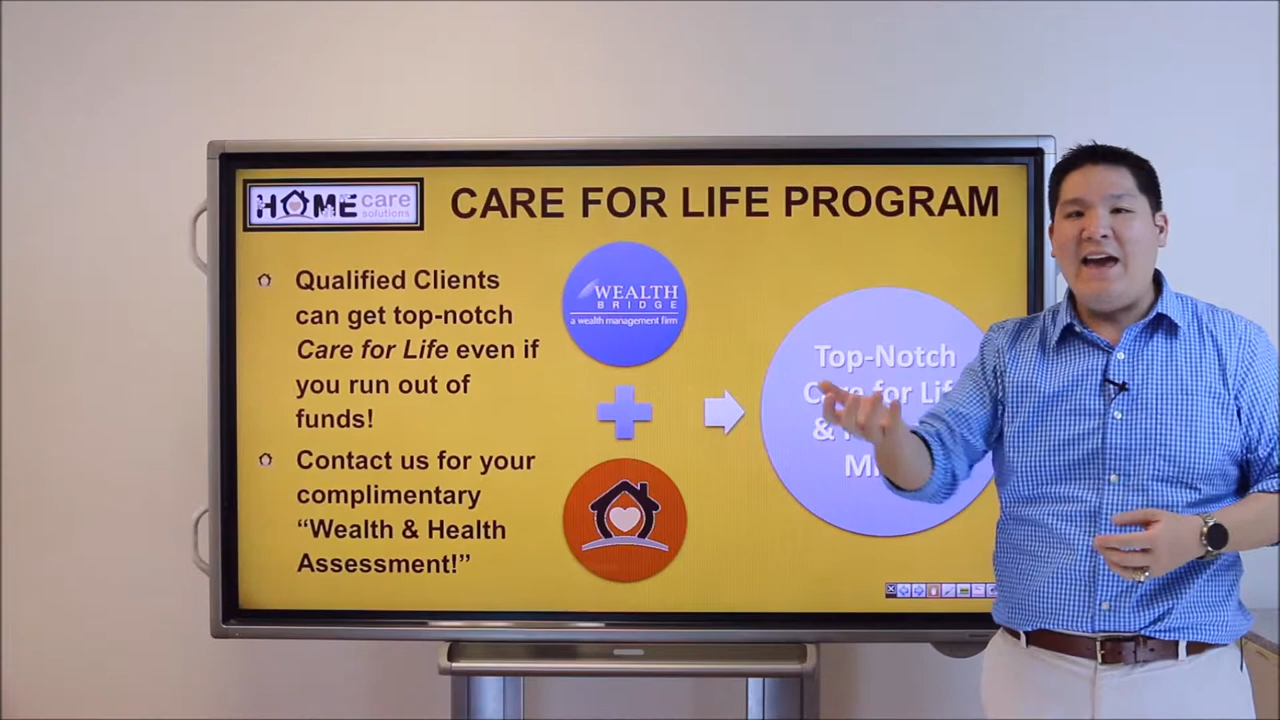 HOME care
solutions
CARE FOR LIFE PROGRAM
Qualified Clients
can get top-notch
Care for Life even if
you run out of
funds!
Contact us for your
complimentary
“Wealth & Health
Assessment!”
WEALTH
BRIDGE
a wealth management firm
Top-Notch
for
&